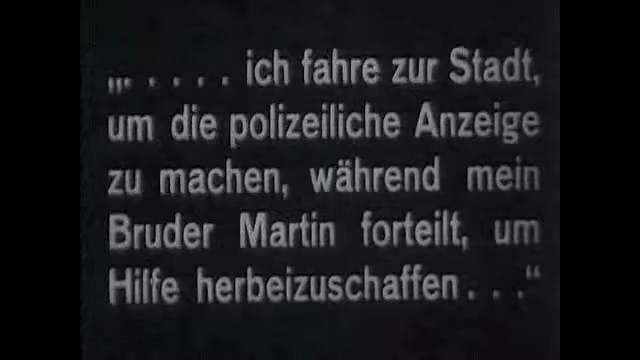 „. . . . . ich fahre zur Stadt,
um die polizeiliche Anzeige
zu machen, während mein
Bruder Martin forteilt, um
Hilfe herbeizuschaffen . . .“